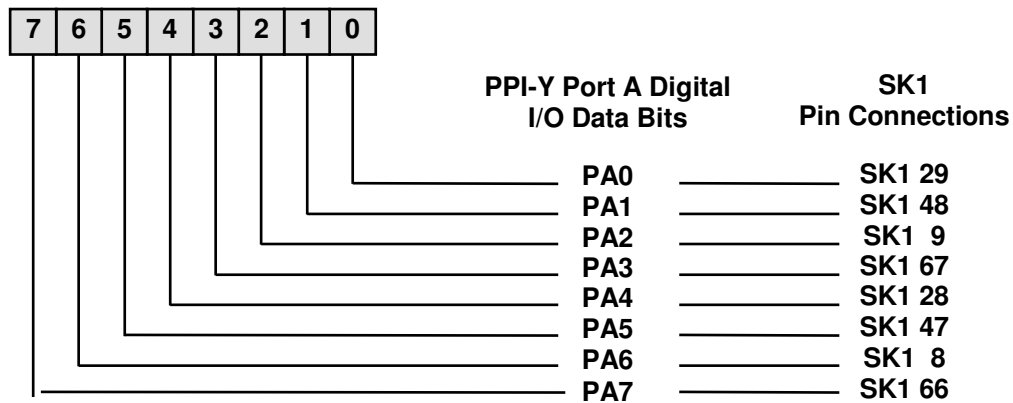 7 6 5 4 3 2 1 0
PPI-Y Port A Digital SK1
I/O Data Bits Pin Connections
PA0 SK1 29
PA1 SK1 48
PA2 SK1 9
PA3 SK1 67
PA4 SK1 28
PA5 SK1 47
PA6 SK1 8
PA7 SK1 66